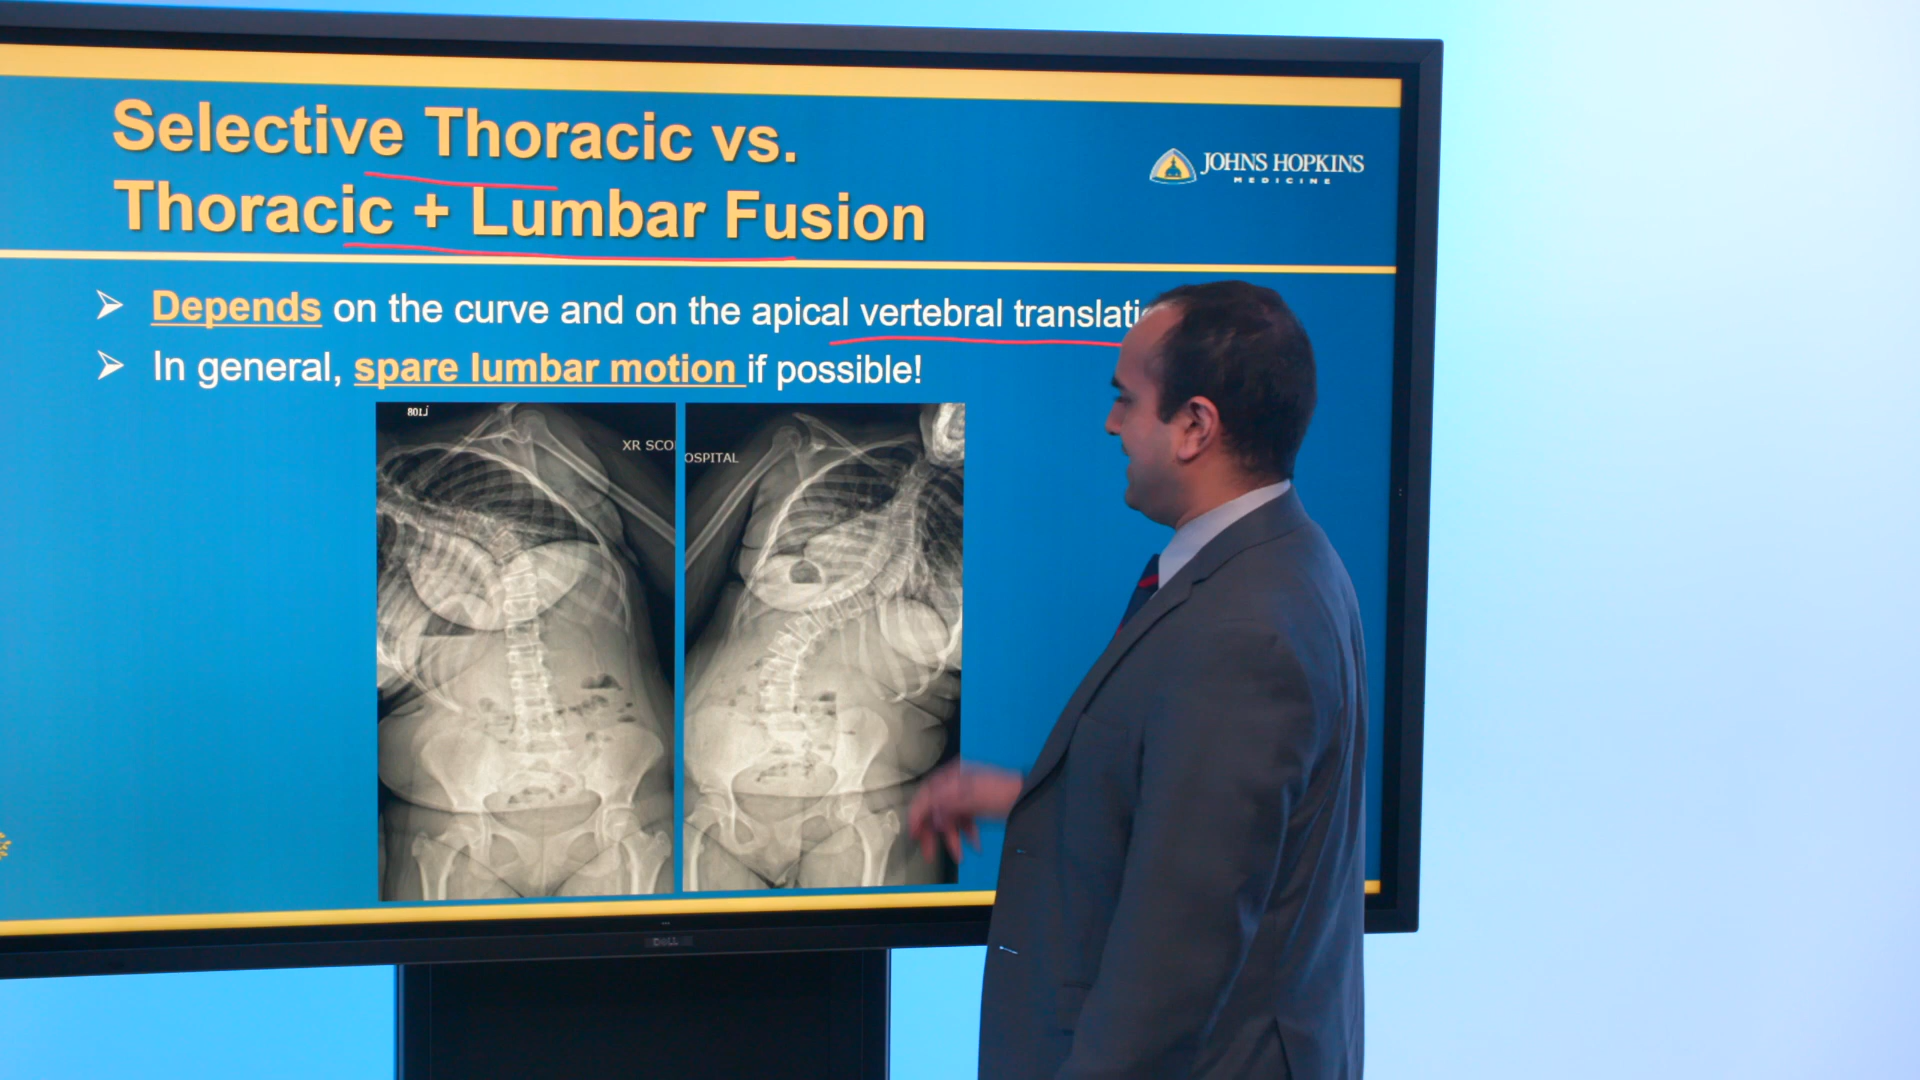 Selective Thoracic vs.
Thoracic + Lumbar Fusion
JOHNS HOPKINS
MEDICINE
➢ Depends on the curve and on the apical vertebral translati
➢ In general, spare lumbar motion if possible!
XR SCO
OSPITAL
DELL